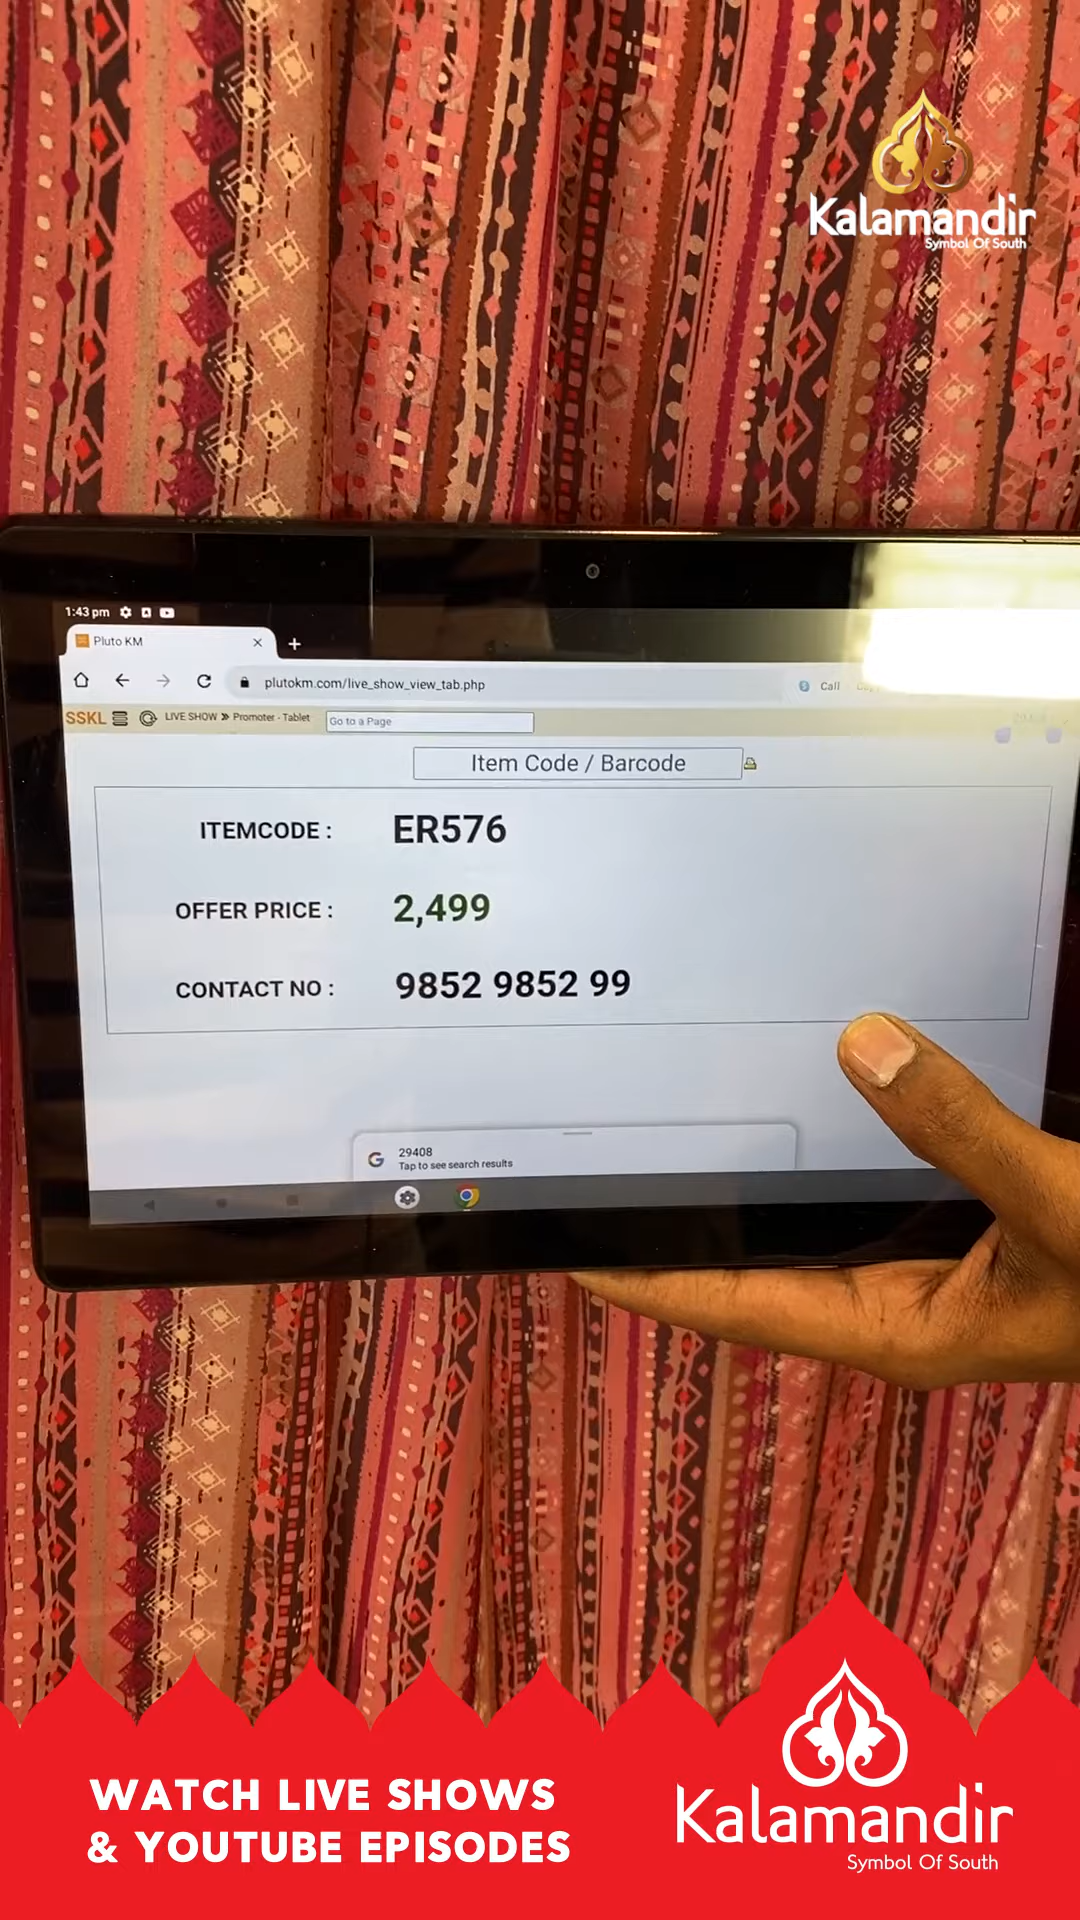 Kalamandir
Symbol Of South
1:43 pm
Pluto KM
plutokm.com/live_show_view_tab.php
Call
SSKL
LIVE SHOW » Promoter - Tablet
Go to a Page
Item Code / Barcode
ITEMCODE : ER576
OFFER PRICE : 2,499
CONTACT NO : 9852 9852 99
29408
Tap to see search results
WATCH LIVE SHOWS
& YOUTUBE EPISODES
Kalamandir
Symbol Of South